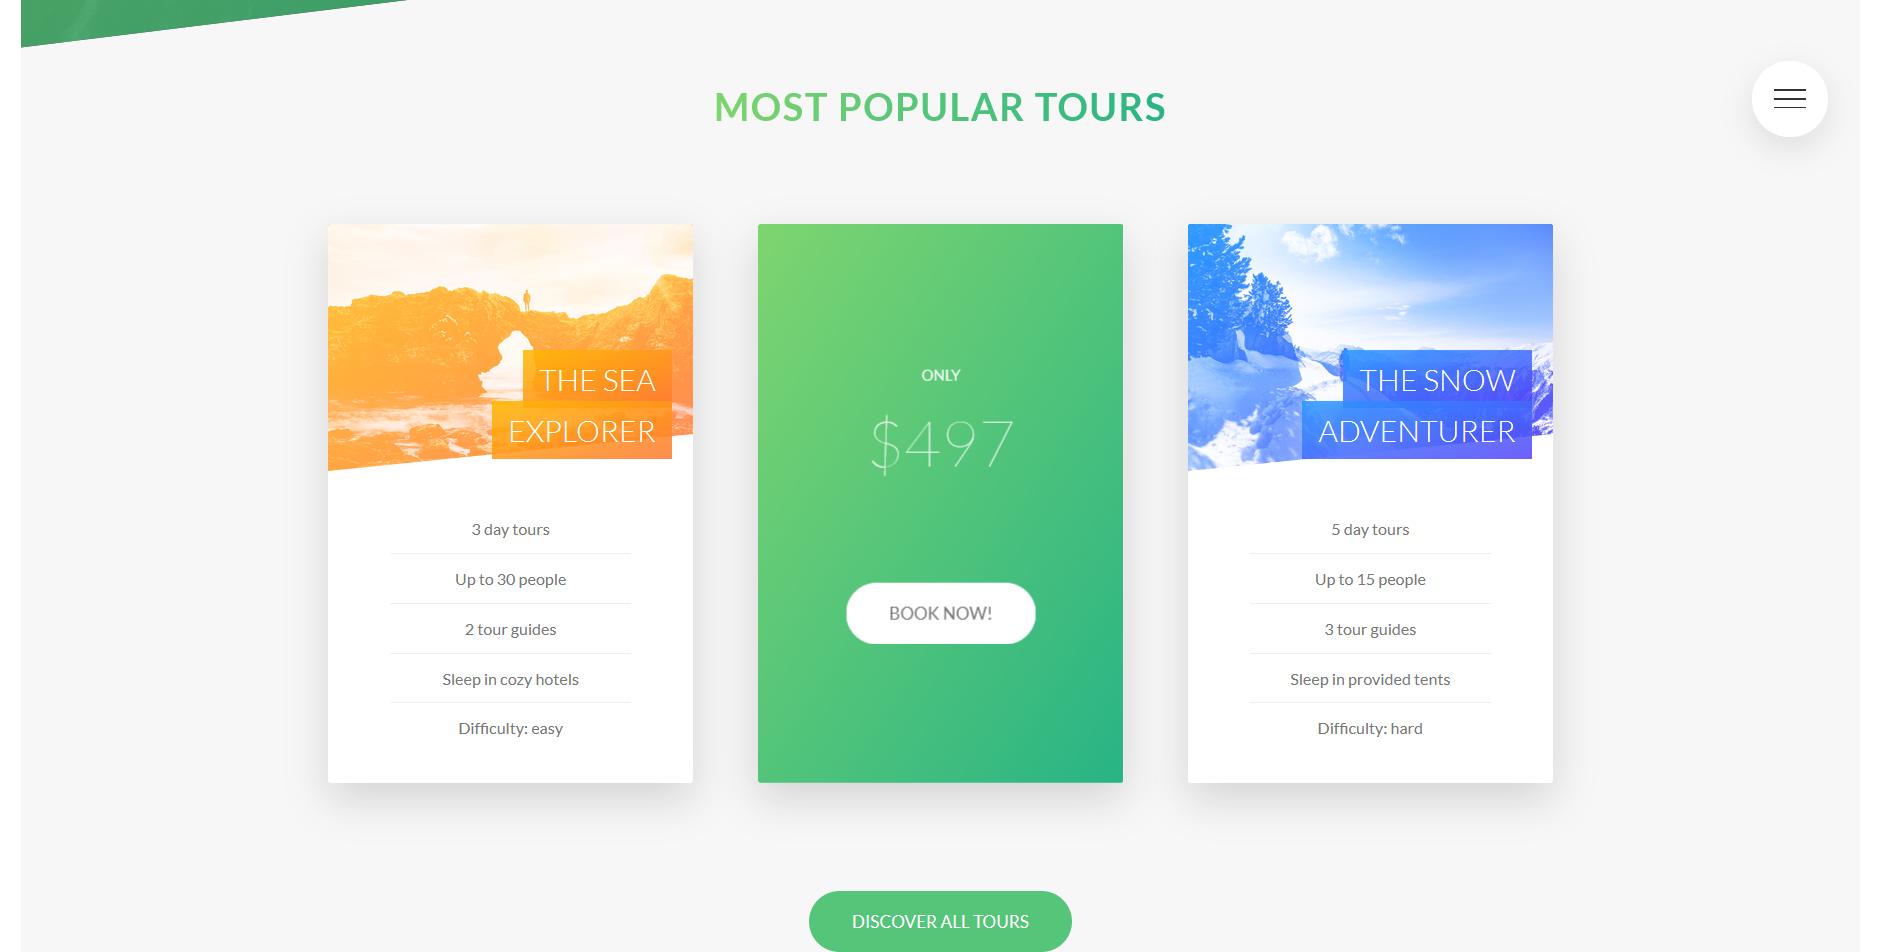 MOST POPULAR TOURS
THE SEA
EXPLORER
3 day tours
Up to 30 people
2 tour guides
Sleep in cozy hotels
Difficulty: easy
ONLY
$497
BOOK NOW!
THE SNOW
ADVENTURER
5 day tours
Up to 15 people
3 tour guides
Sleep in provided tents
Difficulty: hard
DISCOVER ALL TOURS